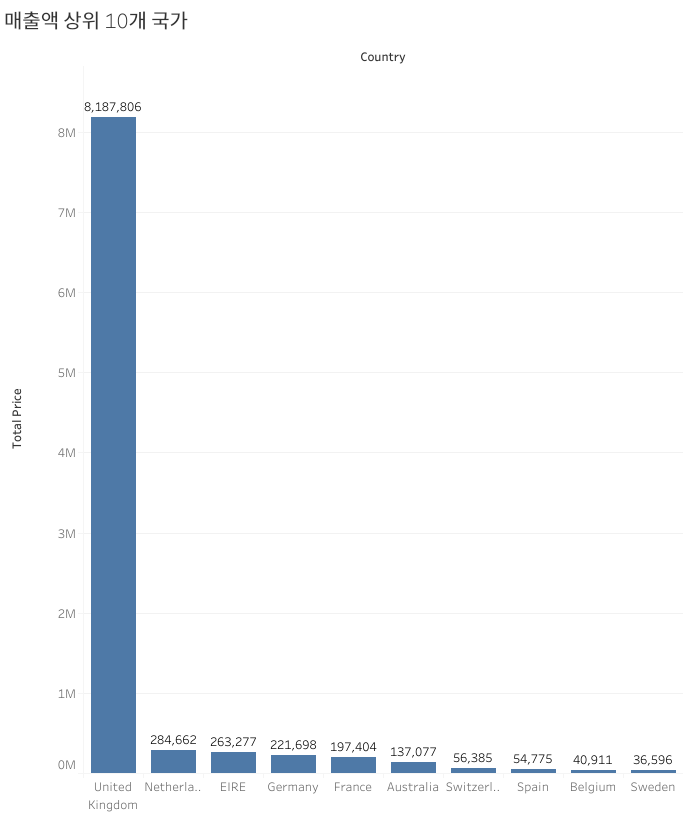 매출액 상위 10개 국가
Country
8,187,806
8M
7M
6M
5M
4M
3M
2M
1M
0M
Total Price
284,662
263,277
221,698
197,404
137,077
56,385
54,775
40,911
36,596
United
Kingdom
Netherla..
EIRE
Germany
France
Australia
Switzerl..
Spain
Belgium
Sweden